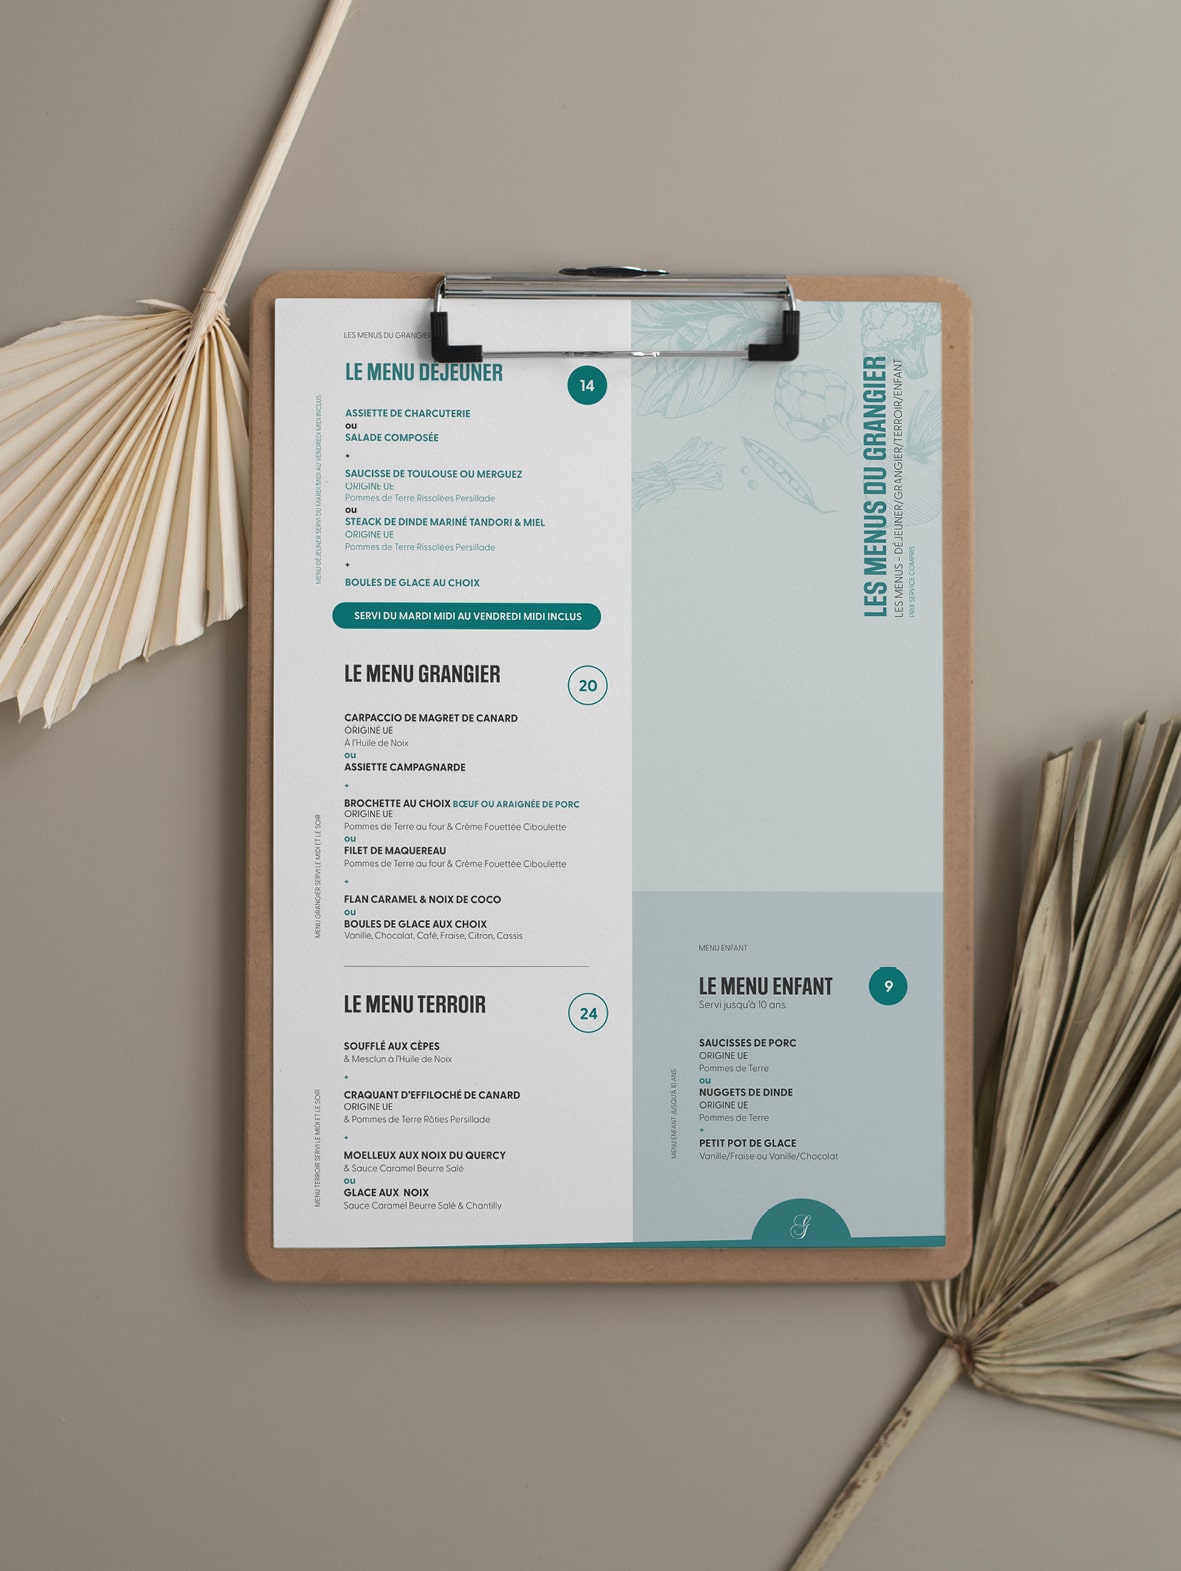 LES MENUS DU GRANGIER
LE MENU DÉJEUNER
14
ASSIETTE DE CHARCUTERIE
ou
SALADE COMPOSÉE
+
SAUCISSE DE TOULOUSE OU MERGUEZ
ORIGINE UE
Pommes de Terre Rissolées Persillade
ou
STEACK DE DINDE MARINÉ TANDORI & MIEL
ORIGINE UE
Pommes de Terre Rissolées Persillade
+
BOULES DE GLACE AU CHOIX
SERVI DU MARDI MIDI AU VENDREDI MIDI INCLUS
MENU DÉJEUNER SERVI DU MARDI MIDI AU VENDREDI MIDI INCLUS
LE MENU GRANGIER
20
CARPACCIO DE MAGRET DE CANARD
ORIGINE UE
À l'Huile de Noix
ou
ASSIETTE CAMPAGNARDE
+
BROCHETTE AU CHOIX BŒUF OU ARAIGNÉE DE PORC
ORIGINE UE
Pommes de Terre au four & Crème Fouettée Ciboulette
ou
FILET DE MAQUEREAU
Pommes de Terre au four & Crème Fouettée Ciboulette
+
FLAN CARAMEL & NOIX DE COCO
ou
BOULES DE GLACE AUX CHOIX
Vanille, Chocolat, Café, Fraise, Citron, Cassis
MENU GRANGIER SERVI LE MIDI ET LE SOIR
LE MENU TERROIR
24
SOUFFLÉ AUX CÈPES
& Mesclun à l'Huile de Noix
+
CRAQUANT D'EFFILOCHÉ DE CANARD
ORIGINE UE
& Pommes de Terre Rôties Persillade
+
MOELLEUX AUX NOIX DU QUERCY
& Sauce Caramel Beurre Salé
ou
GLACE AUX NOIX
Sauce Caramel Beurre Salé & Chantilly
MENU TERROIR SERVI LE MIDI ET LE SOIR
LES MENUS DU GRANGIER
LES MENUS - DÉJEUNER/GRANGIER/TERROIR/ENFANT
PRIX SERVICE COMPRIS
MENU ENFANT
LE MENU ENFANT
9
Servi jusqu'à 10 ans.
SAUCISSES DE PORC
ORIGINE UE
Pommes de Terre
ou
NUGGETS DE DINDE
ORIGINE UE
Pommes de Terre
+
PETIT POT DE GLACE
Vanille/Fraise ou Vanille/Chocolat
MENU ENFANT JUSQU'À 10 ANS
G